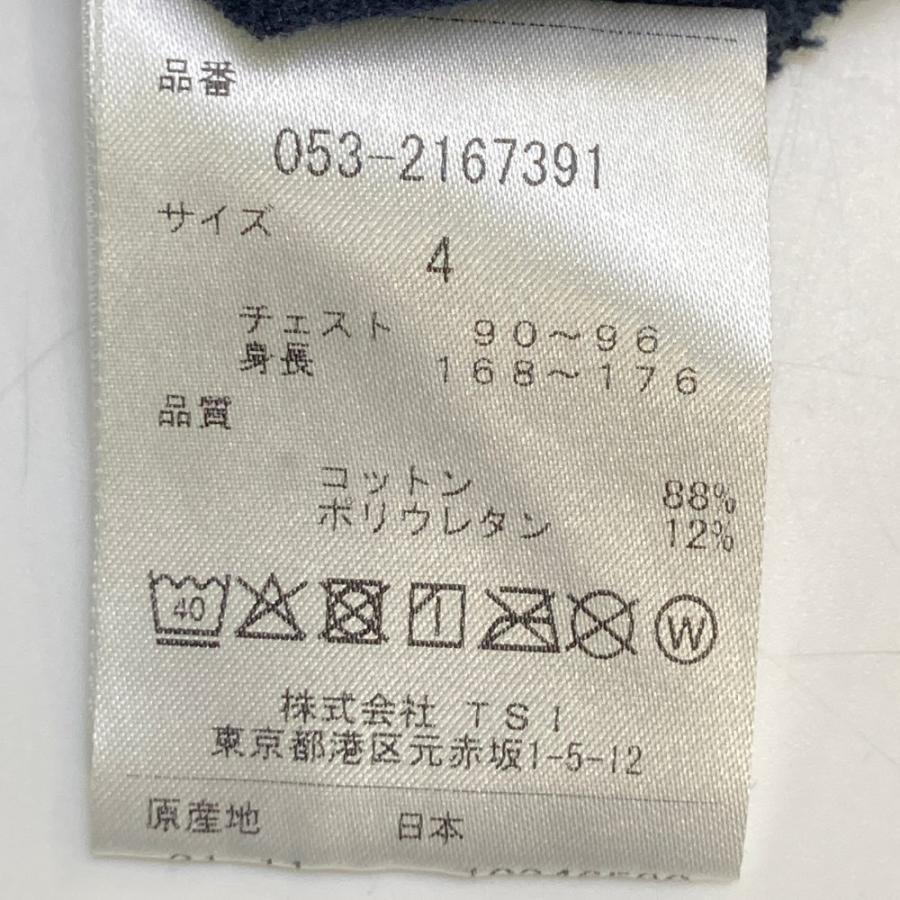 品番
053-2167391
サイズ
4
チェスト 90～96
身長 168～176
品質
コットン 88%
ポリウレタン 12%
40 W
株式会社 TSI
東京都港区元赤坂1-5-12
原産地 日本